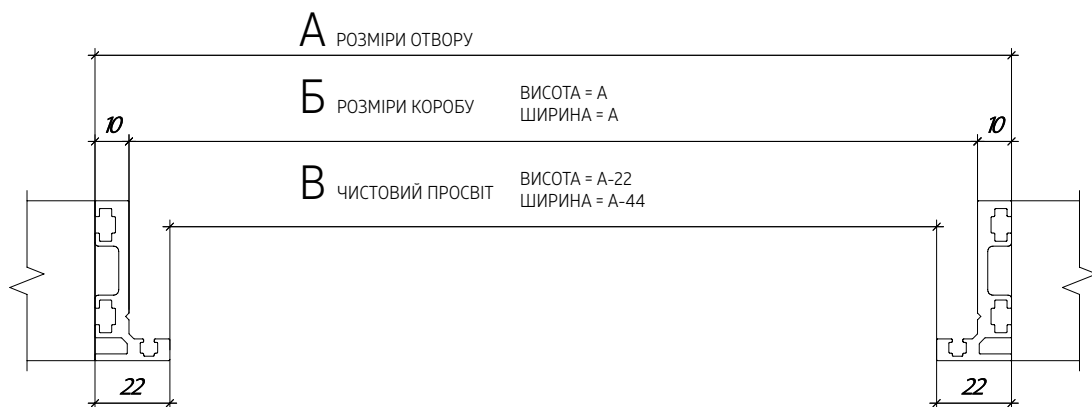 А РОЗМІРИ ОТВОРУ
Б РОЗМІРИ КОРОБУ
ВИСОТА = А
ШИРИНА = А
10
10
В ЧИСТОВИЙ ПРОСВІТ
ВИСОТА = А-22
ШИРИНА = А-44
22
22